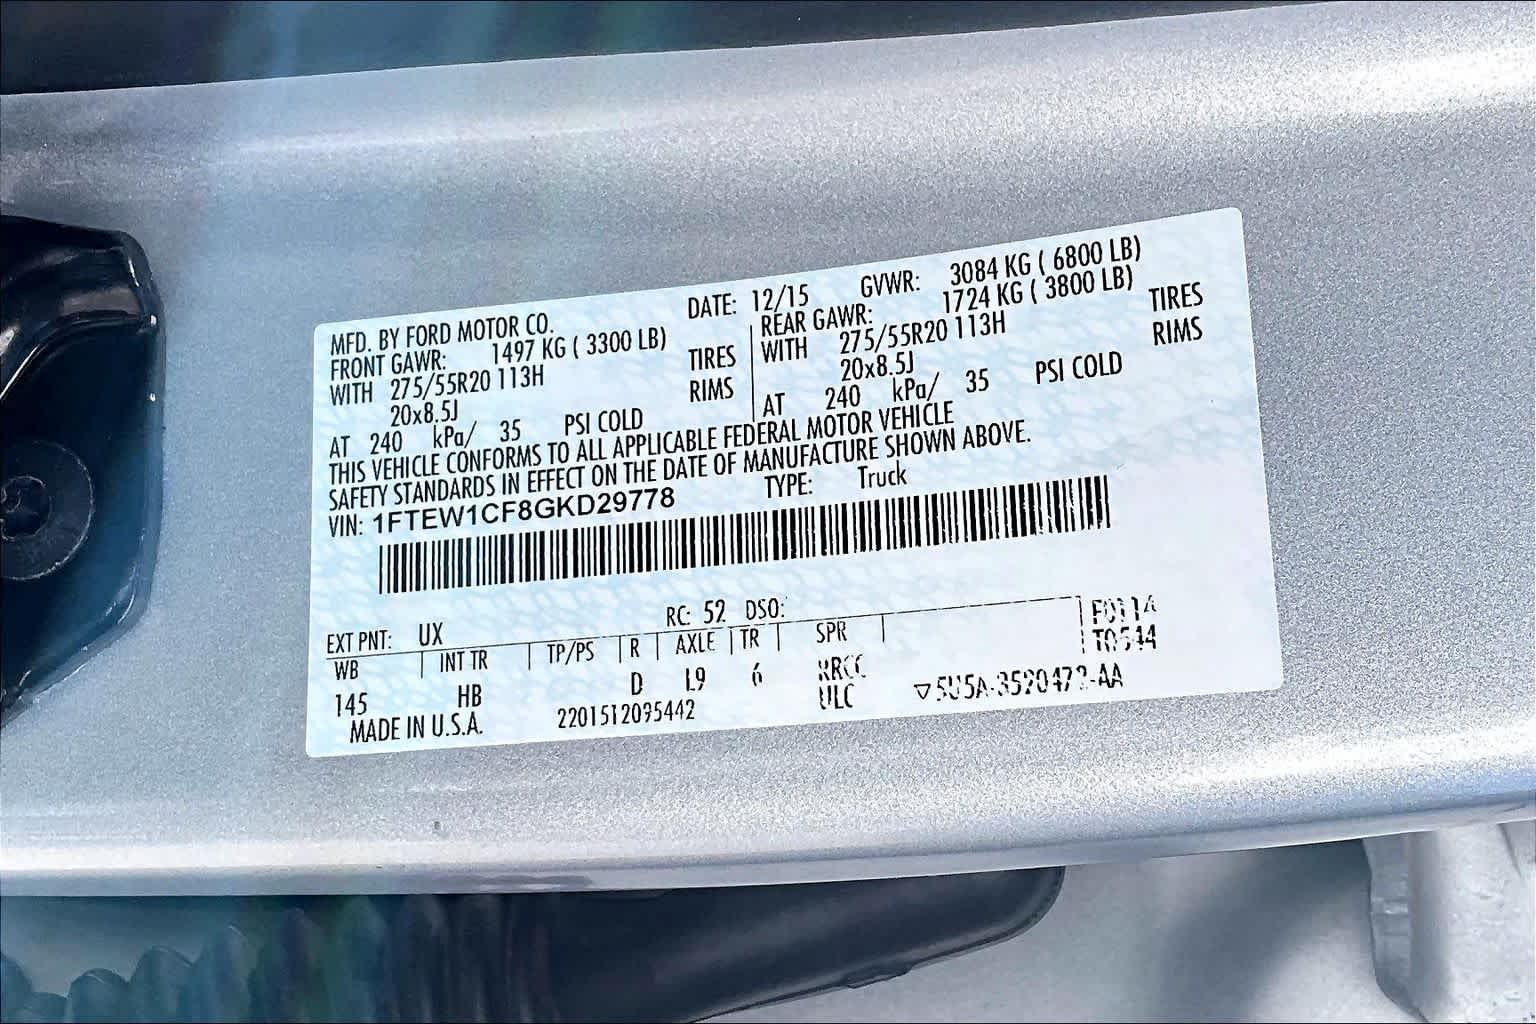 MFD. BY FORD MOTOR CO. DATE: 12/15 GVWR: 3084 KG ( 6800 LB)
FRONT GAWR: 1497 KG ( 3300 LB) REAR GAWR: 1724 KG ( 3800 LB)
WITH 275/55R20 113H TIRES WITH 275/55R20 113H TIRES
20x8.5J RIMS 20x8.5J RIMS
AT 240 kPa/ 35 PSI COLD AT 240 kPa/ 35 PSI COLD
THIS VEHICLE CONFORMS TO ALL APPLICABLE FEDERAL MOTOR VEHICLE
SAFETY STANDARDS IN EFFECT ON THE DATE OF MANUFACTURE SHOWN ABOVE.
VIN: 1FTEW1CF8GKD29778 TYPE: Truck
EXT PNT: UX RC: 52 DSO:
WB INT TR TP/PS R AXLE TR SPR
145 HB D L9 6
MADE IN U.S.A. 2201512095442